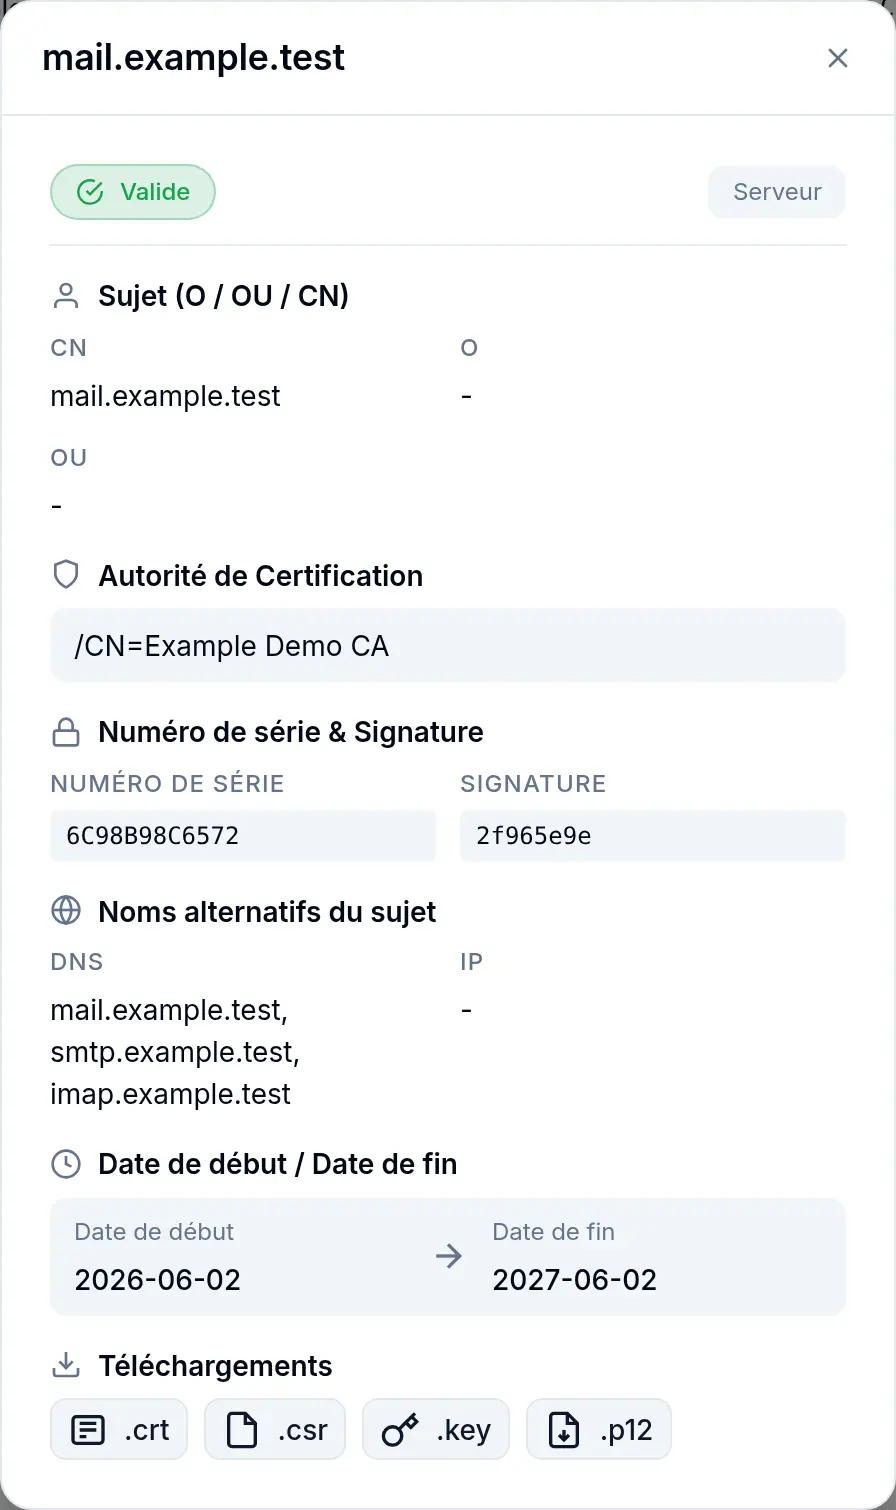 mail.example.test
Valide
Serveur
Sujet (O / OU / CN)
CN
O
mail.example.test
-
OU
-
Autorité de Certification
/CN=Example Demo CA
Numéro de série & Signature
NUMÉRO DE SÉRIE
SIGNATURE
6C98B98C6572
2f965e9e
Noms alternatifs du sujet
DNS
IP
mail.example.test,
-
smtp.example.test,
imap.example.test
Date de début / Date de fin
Date de début
Date de fin
2026-06-02
2027-06-02
Téléchargements
.crt
.csr
.key
.p12